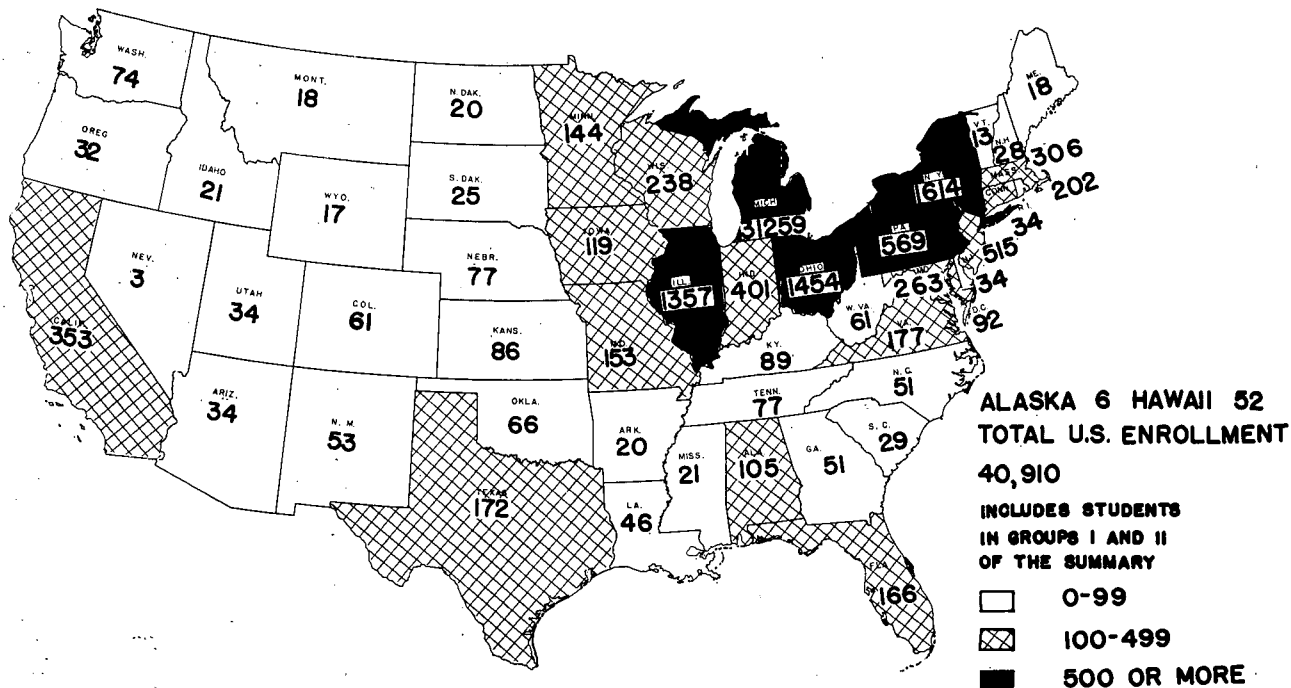 WASH.
74
OREG
32
CALIF.
353
NEV.
3
IDAHO
21
MONT.
18
WYO.
17
UTAH
34
COL.
61
ARIZ.
34
N. M.
53
N. DAK.
20
S. DAK.
25
NEBR.
77
KANS.
86
OKLA.
66
TEXAS
172
MINN.
144
IOWA
119
MO.
153
ARK.
20
LA.
46
WIS.
238
ILL.
1357
MICH
31259
IND.
401
OHIO
1454
KY.
89
TENN.
77
MISS.
21
ALA.
105
GA.
51
FLA.
166
S. C.
29
N. C.
51
VA.
177
W. VA.
61
PA.
569
N. Y.
1614
VT.
13
N.H.
28
ME.
18
MASS.
306
CONN.
202
34
N.J.
515
34
MD.
263
D.C.
92
ALASKA 6 HAWAII 52
TOTAL U.S. ENROLLMENT
40,910
INCLUDES STUDENTS
IN GROUPS I AND II
OF THE SUMMARY
0-99
100-499
500 OR MORE